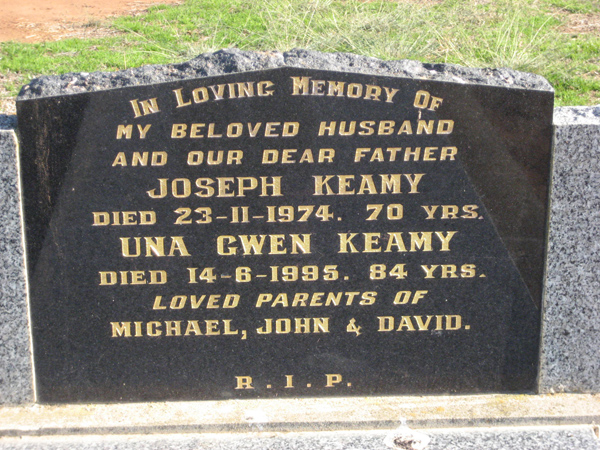 In Loving Memory Of
MY BELOVED HUSBAND
AND OUR DEAR FATHER
JOSEPH KEAMY
DIED 23-11-1974. 70 YRS.
UNA GWEN KEAMY
DIED 14-6-1995. 84 YRS.
LOVED PARENTS OF
MICHAEL, JOHN & DAVID.
R.I.P.